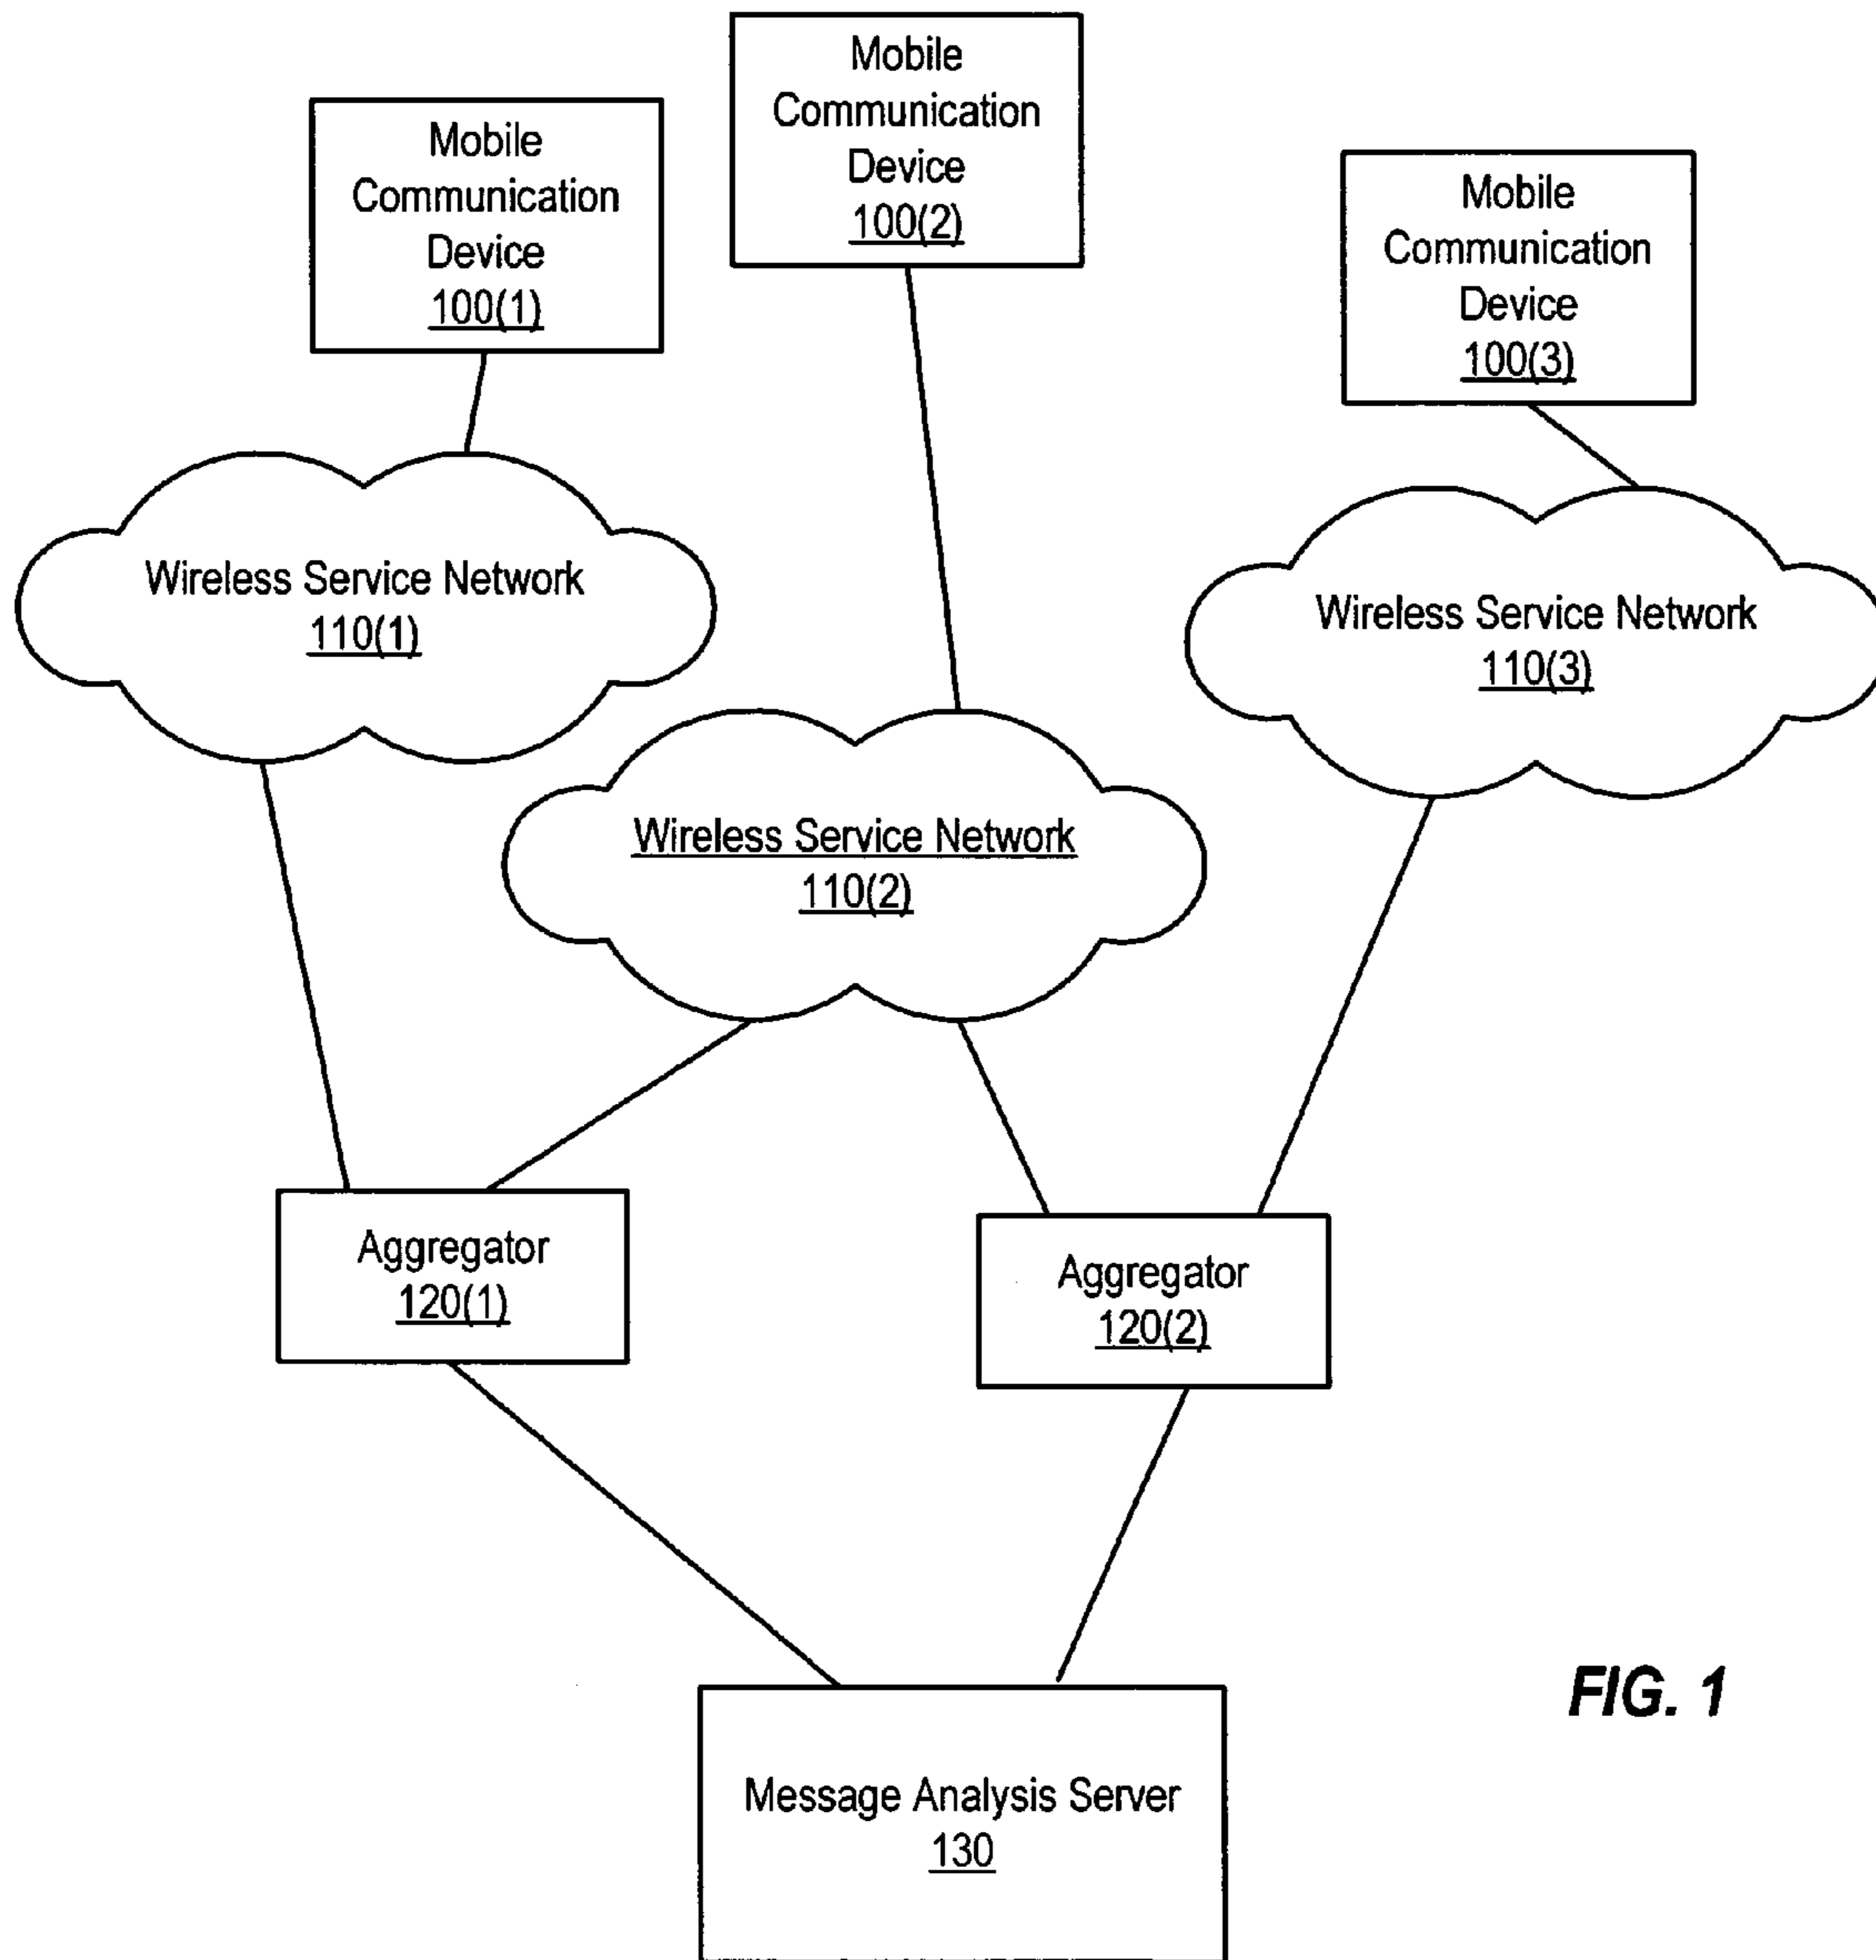 Mobile
Communication
Device
100(1)
Mobile
Communication
Device
100(2)
Mobile
Communication
Device
100(3)
Wireless Service Network
110(1)
Wireless Service Network
110(2)
Wireless Service Network
110(3)
Aggregator
120(1)
Aggregator
120(2)
Message Analysis Server
130
FIG. 1